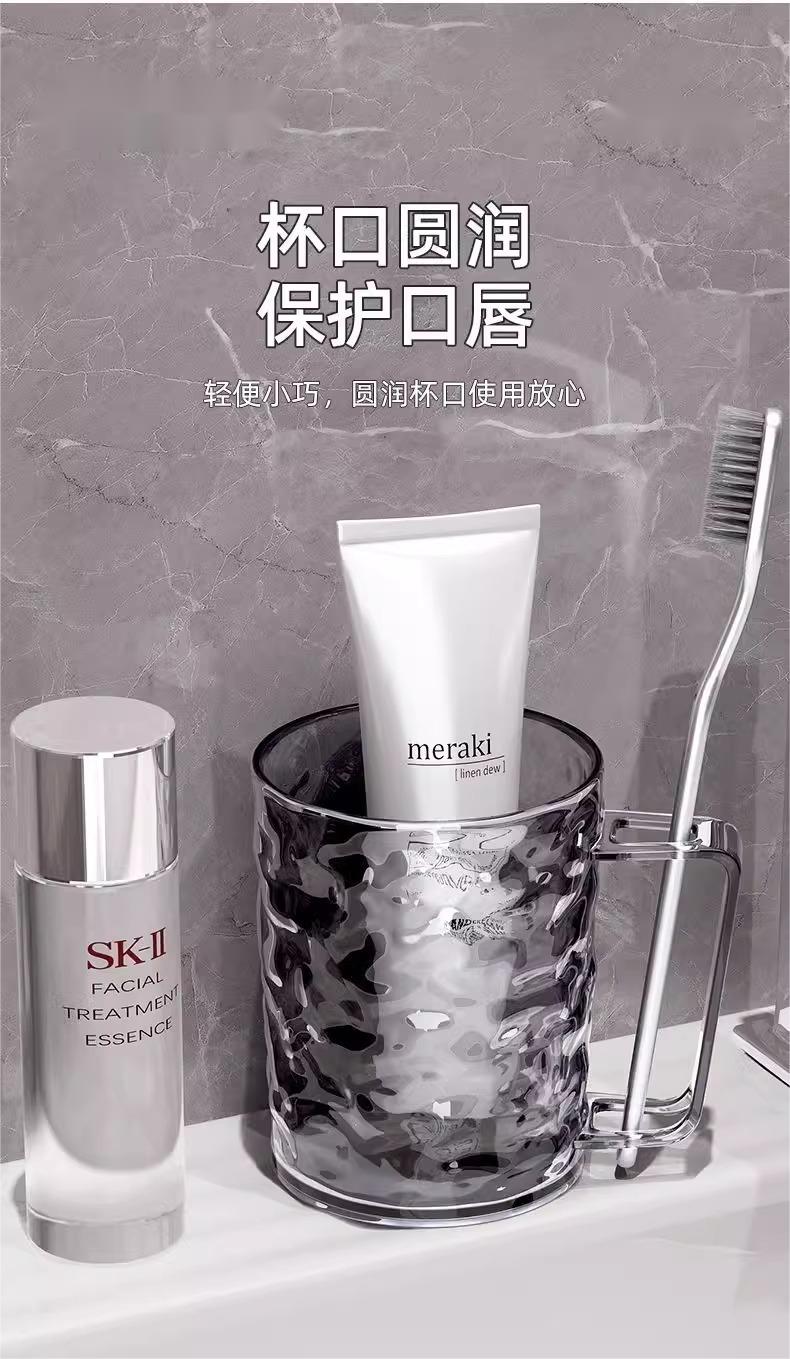 杯口圆润
保护口唇
轻便小巧，圆润杯口使用放心
meraki
[ linen dew ]
SK-II
FACIAL
TREATMENT
ESSENCE